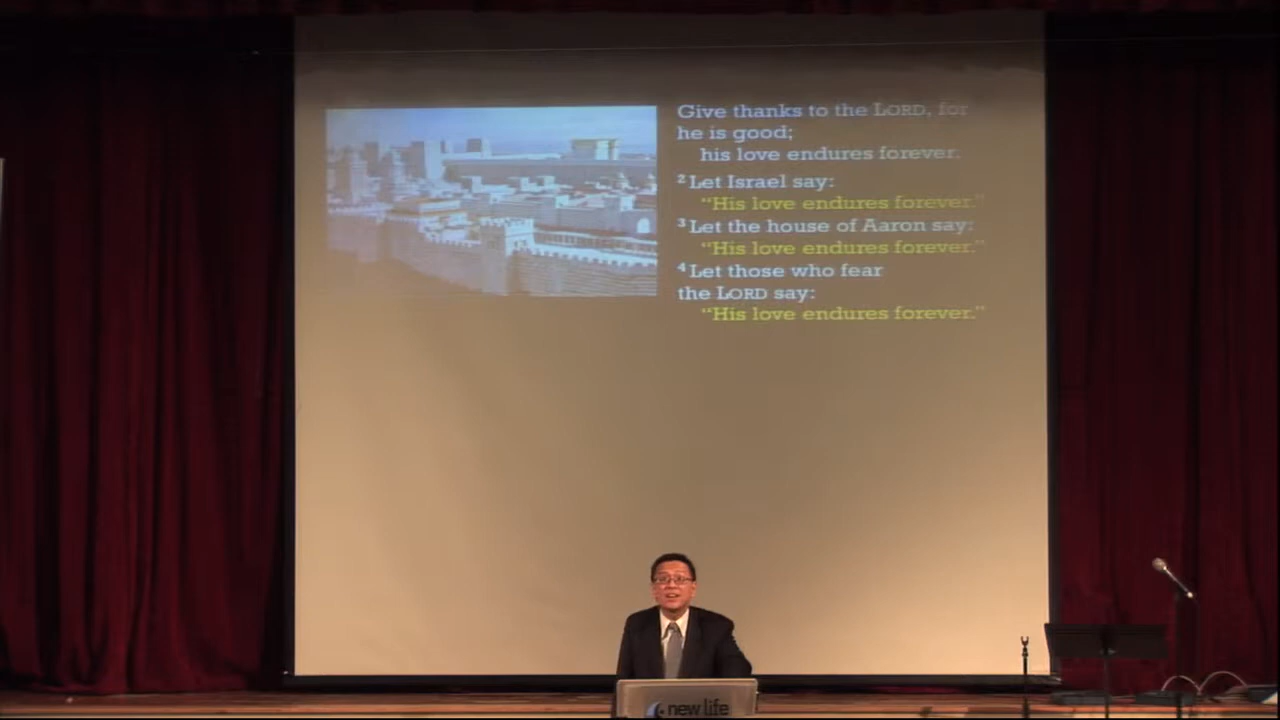 Give thanks to the LORD, for
he is good;
his love endures forever.
2 Let Israel say:
“His love endures forever.”
3 Let the house of Aaron say:
“His love endures forever.”
4 Let those who fear
the LORD say:
“His love endures forever.”
new life